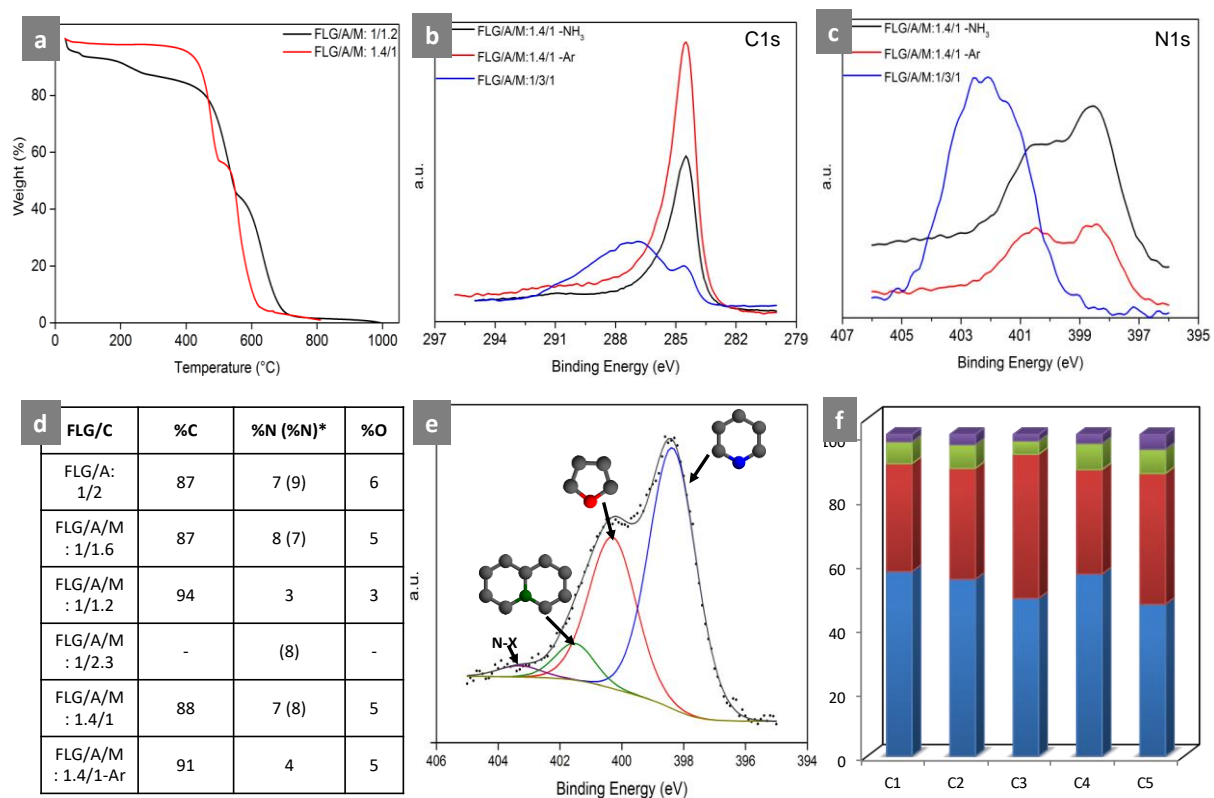 a
FLG/A/M: 1/1.2
FLG/A/M: 1.4/1
Weight (%)
80
60
40
20
0
0
200
400
600
800
1000
Temperature (°C)
b
C1s
FLG/A/M:1.4/1 -NH₃
FLG/A/M:1.4/1 -Ar
FLG/A/M:1/3/1
a.u.
297
294
291
288
285
282
279
Binding Energy (eV)
c
N1s
FLG/A/M:1.4/1 -NH₃
FLG/A/M:1.4/1 -Ar
FLG/A/M:1/3/1
a.u.
407
405
403
401
399
397
395
Binding Energy (eV)
d
FLG/C %C %N (%N)* %O
FLG/A:
1/2
87 7 (9) 6
FLG/A/M
: 1/1.6
87 8 (7) 5
FLG/A/M
: 1/1.2
94 3 3
FLG/A/M
: 1/2.3
- (8) -
FLG/A/M
: 1.4/1
88 7 (8) 5
FLG/A/M
: 1.4/1-Ar
91 4 5
e
a.u.
N-X
406
404
402
400
398
396
394
Binding Energy (eV)
f
100
80
60
40
20
0
C1
C2
C3
C4
C5